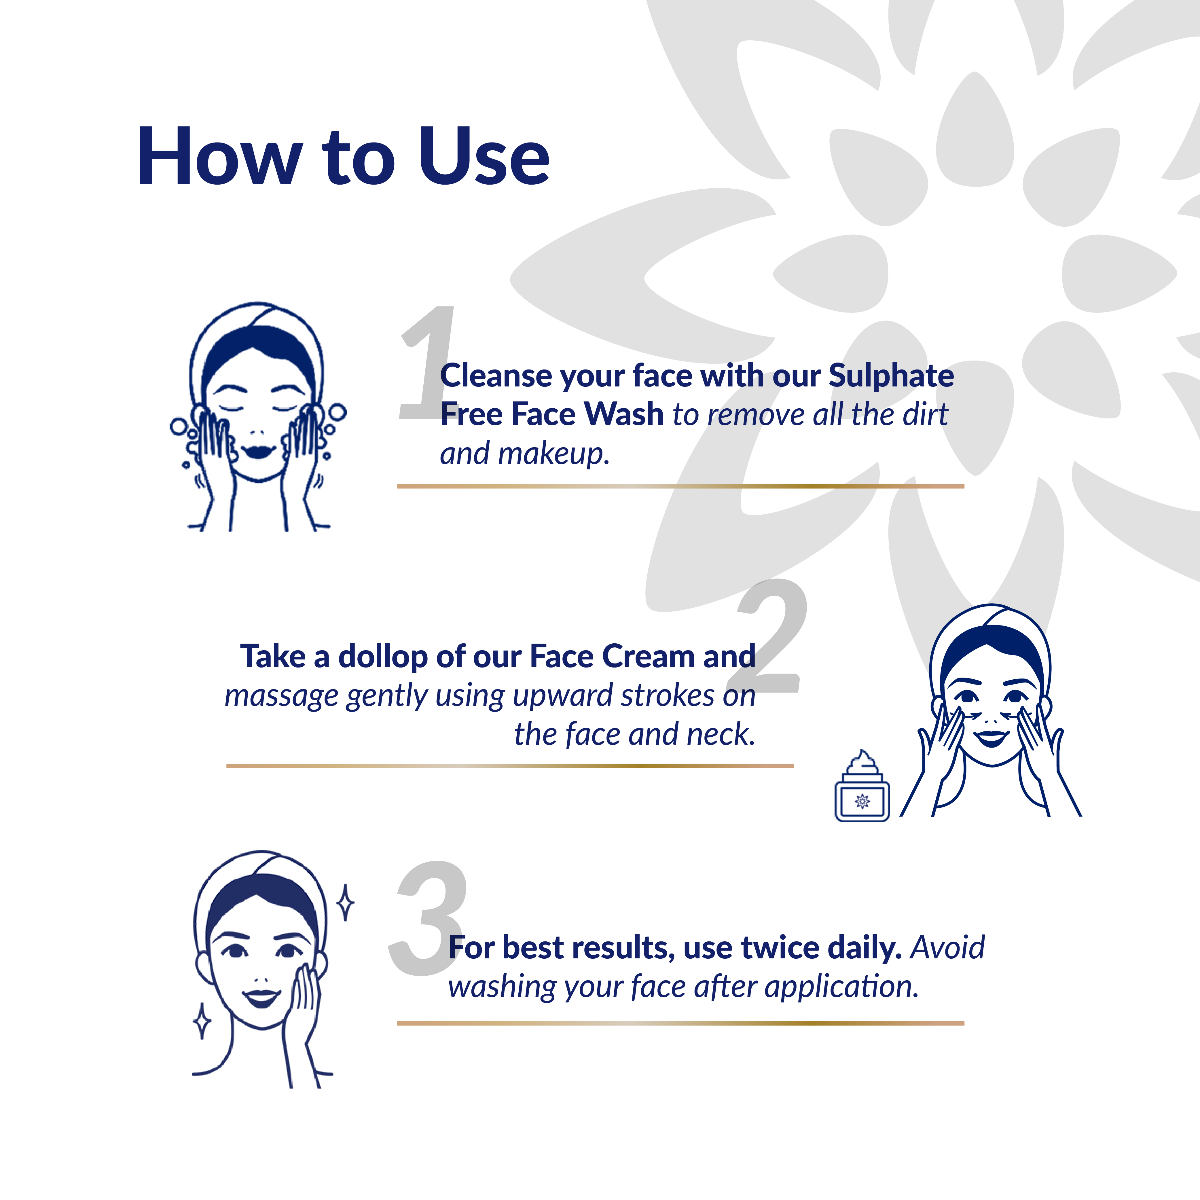 How to Use
1
Cleanse your face with our Sulphate
Free Face Wash to remove all the dirt
and makeup.
2
Take a dollop of our Face Cream and
massage gently using upward strokes on
the face and neck.
3
For best results, use twice daily. Avoid
washing your face after application.